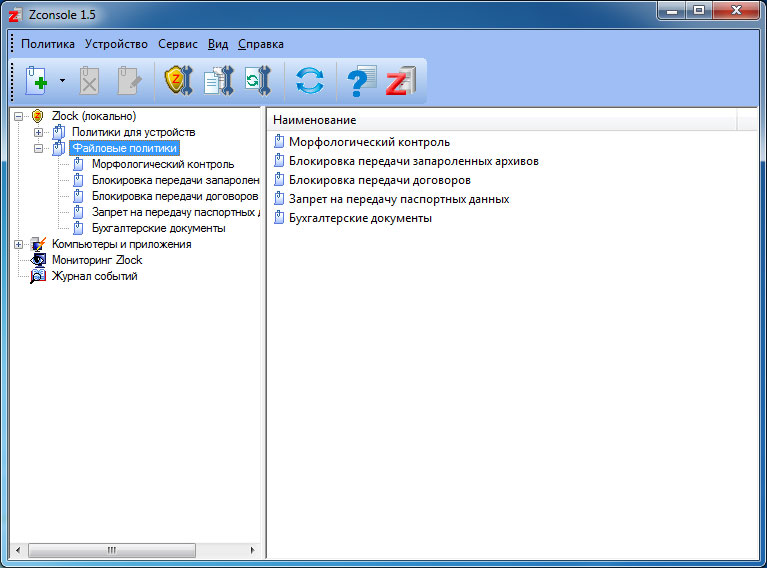 Zconsole 1.5
Политика Устройство Сервис Вид Справка
Zlock (локально)
Политики для устройств
Файловые политики
Морфологический контроль
Блокировка передачи запаролен
Блокировка передачи договоров
Запрет на передачу паспортных д
Бухгалтерские документы
Компьютеры и приложения
Мониторинг Zlock
Журнал событий
Наименование
Морфологический контроль
Блокировка передачи запароленных архивов
Блокировка передачи договоров
Запрет на передачу паспортных данных
Бухгалтерские документы